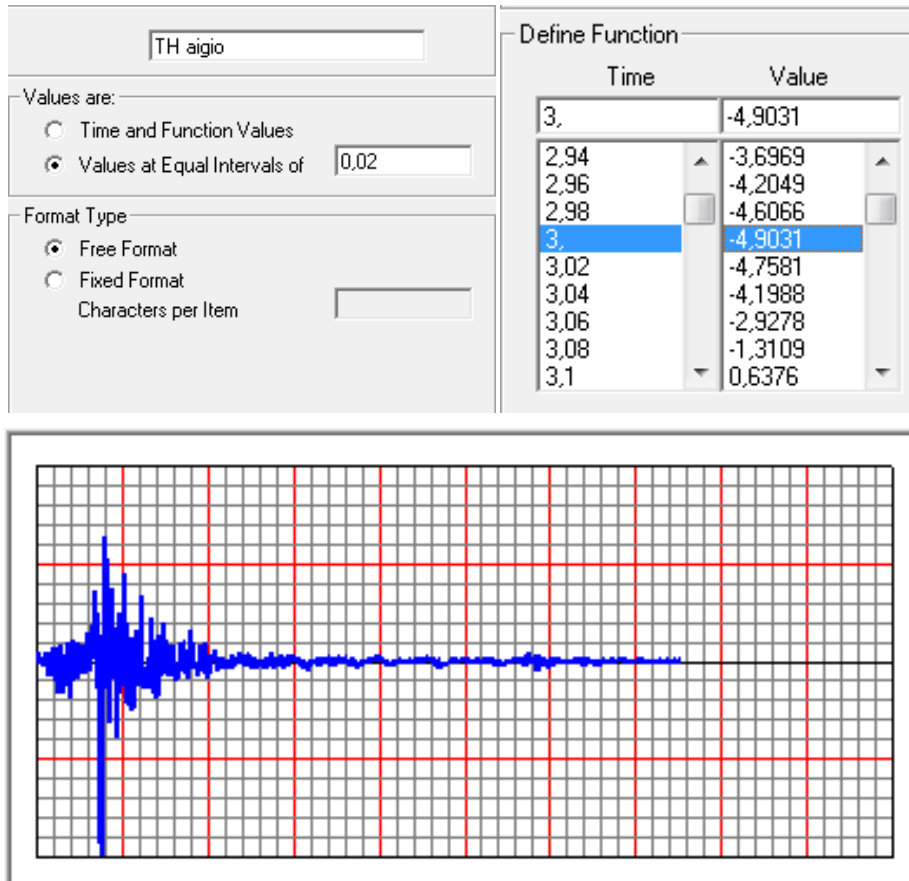 TH aigio
Values are:
Time and Function Values
Values at Equal Intervals of 0,02
Format Type
Free Format
Fixed Format
Characters per Item
Define Function
Time Value
3, -4,9031
2,94 -3,6969
2,96 -4,2049
2,98 -4,6066
3, -4,9031
3,02 -4,7581
3,04 -4,1988
3,06 -2,9278
3,08 -1,3109
3,1 0,6376